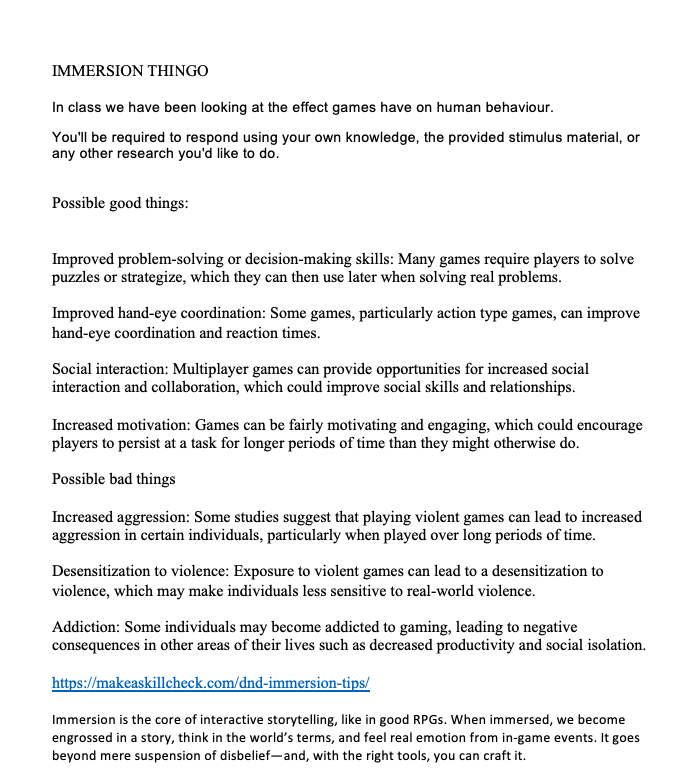 IMMERSION THINGO
In class we have been looking at the effect games have on human behaviour.
You'll be required to respond using your own knowledge, the provided stimulus material, or
any other research you'd like to do.
Possible good things:
Improved problem-solving or decision-making skills: Many games require players to solve
puzzles or strategize, which they can then use later when solving real problems.
Improved hand-eye coordination: Some games, particularly action type games, can improve
hand-eye coordination and reaction times.
Social interaction: Multiplayer games can provide opportunities for increased social
interaction and collaboration, which could improve social skills and relationships.
Increased motivation: Games can be fairly motivating and engaging, which could encourage
players to persist at a task for longer periods of time than they might otherwise do.
Possible bad things
Increased aggression: Some studies suggest that playing violent games can lead to increased
aggression in certain individuals, particularly when played over long periods of time.
Desensitization to violence: Exposure to violent games can lead to a desensitization to
violence, which may make individuals less sensitive to real-world violence.
Addiction: Some individuals may become addicted to gaming, leading to negative
consequences in other areas of their lives such as decreased productivity and social isolation.
https://makeaskillcheck.com/dnd-immersion-tips/
Immersion is the core of interactive storytelling, like in good RPGs. When immersed, we become
engrossed in a story, think in the world’s terms, and feel real emotion from in-game events. It goes
beyond mere suspension of disbelief—and, with the right tools, you can craft it.